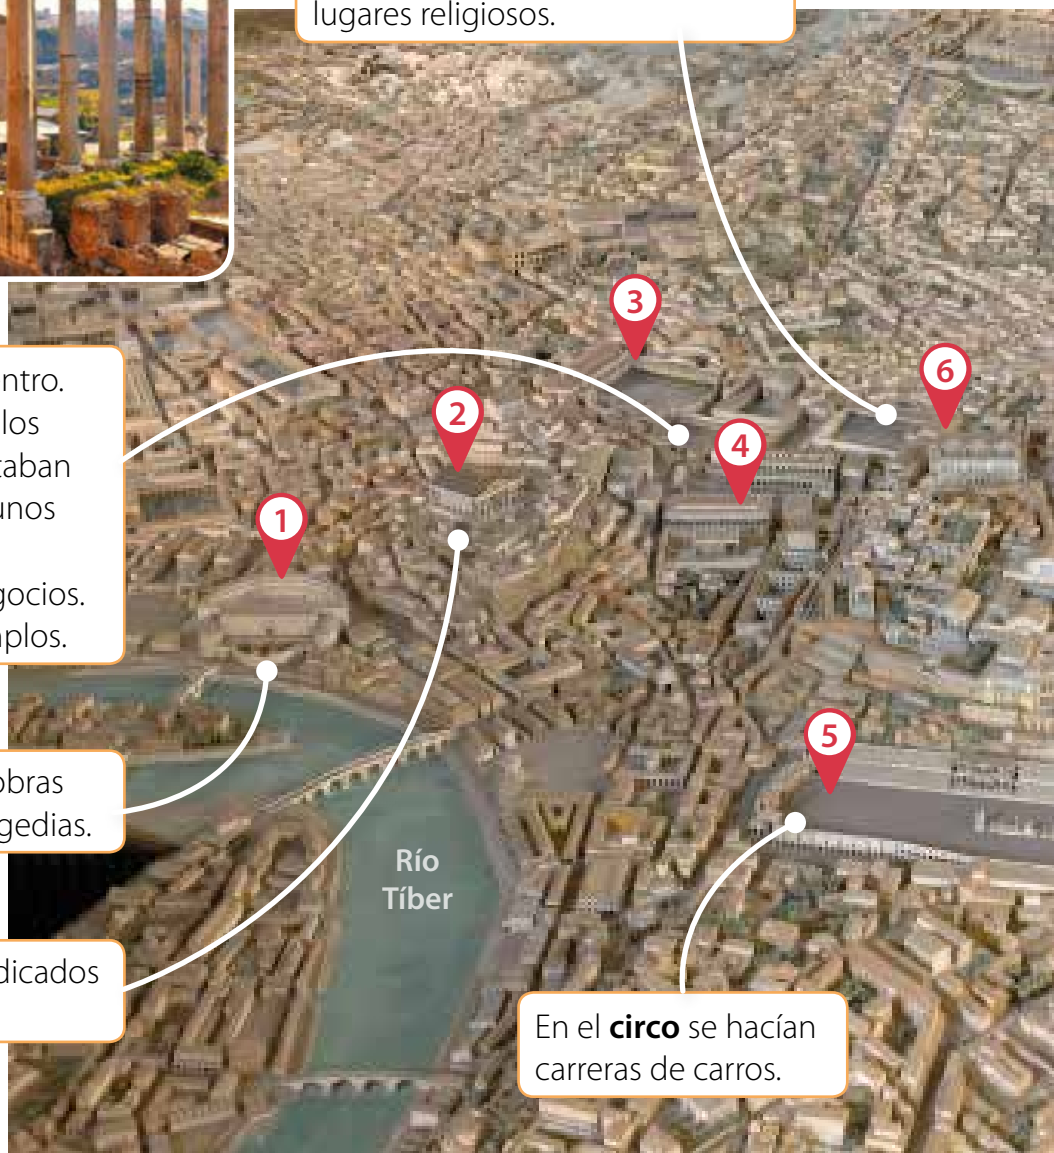 lugares religiosos.
3
6
2
4
1
ntro.
los
aban
unos
gocios.
plos.
5
obras
gedias.
Río
Tíber
dicados
En el circo se hacían
carreras de carros.